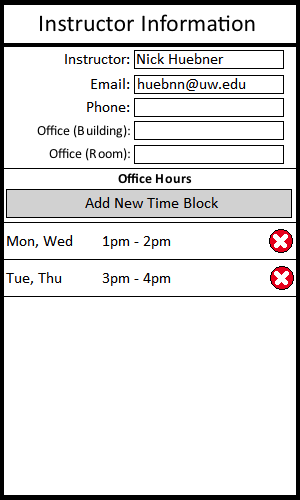 Instructor Information
Instructor: Nick Huebner
Email: huebnn@uw.edu
Phone:
Office (Building):
Office (Room):
Office Hours
Add New Time Block
Mon, Wed 1pm - 2pm
Tue, Thu 3pm - 4pm